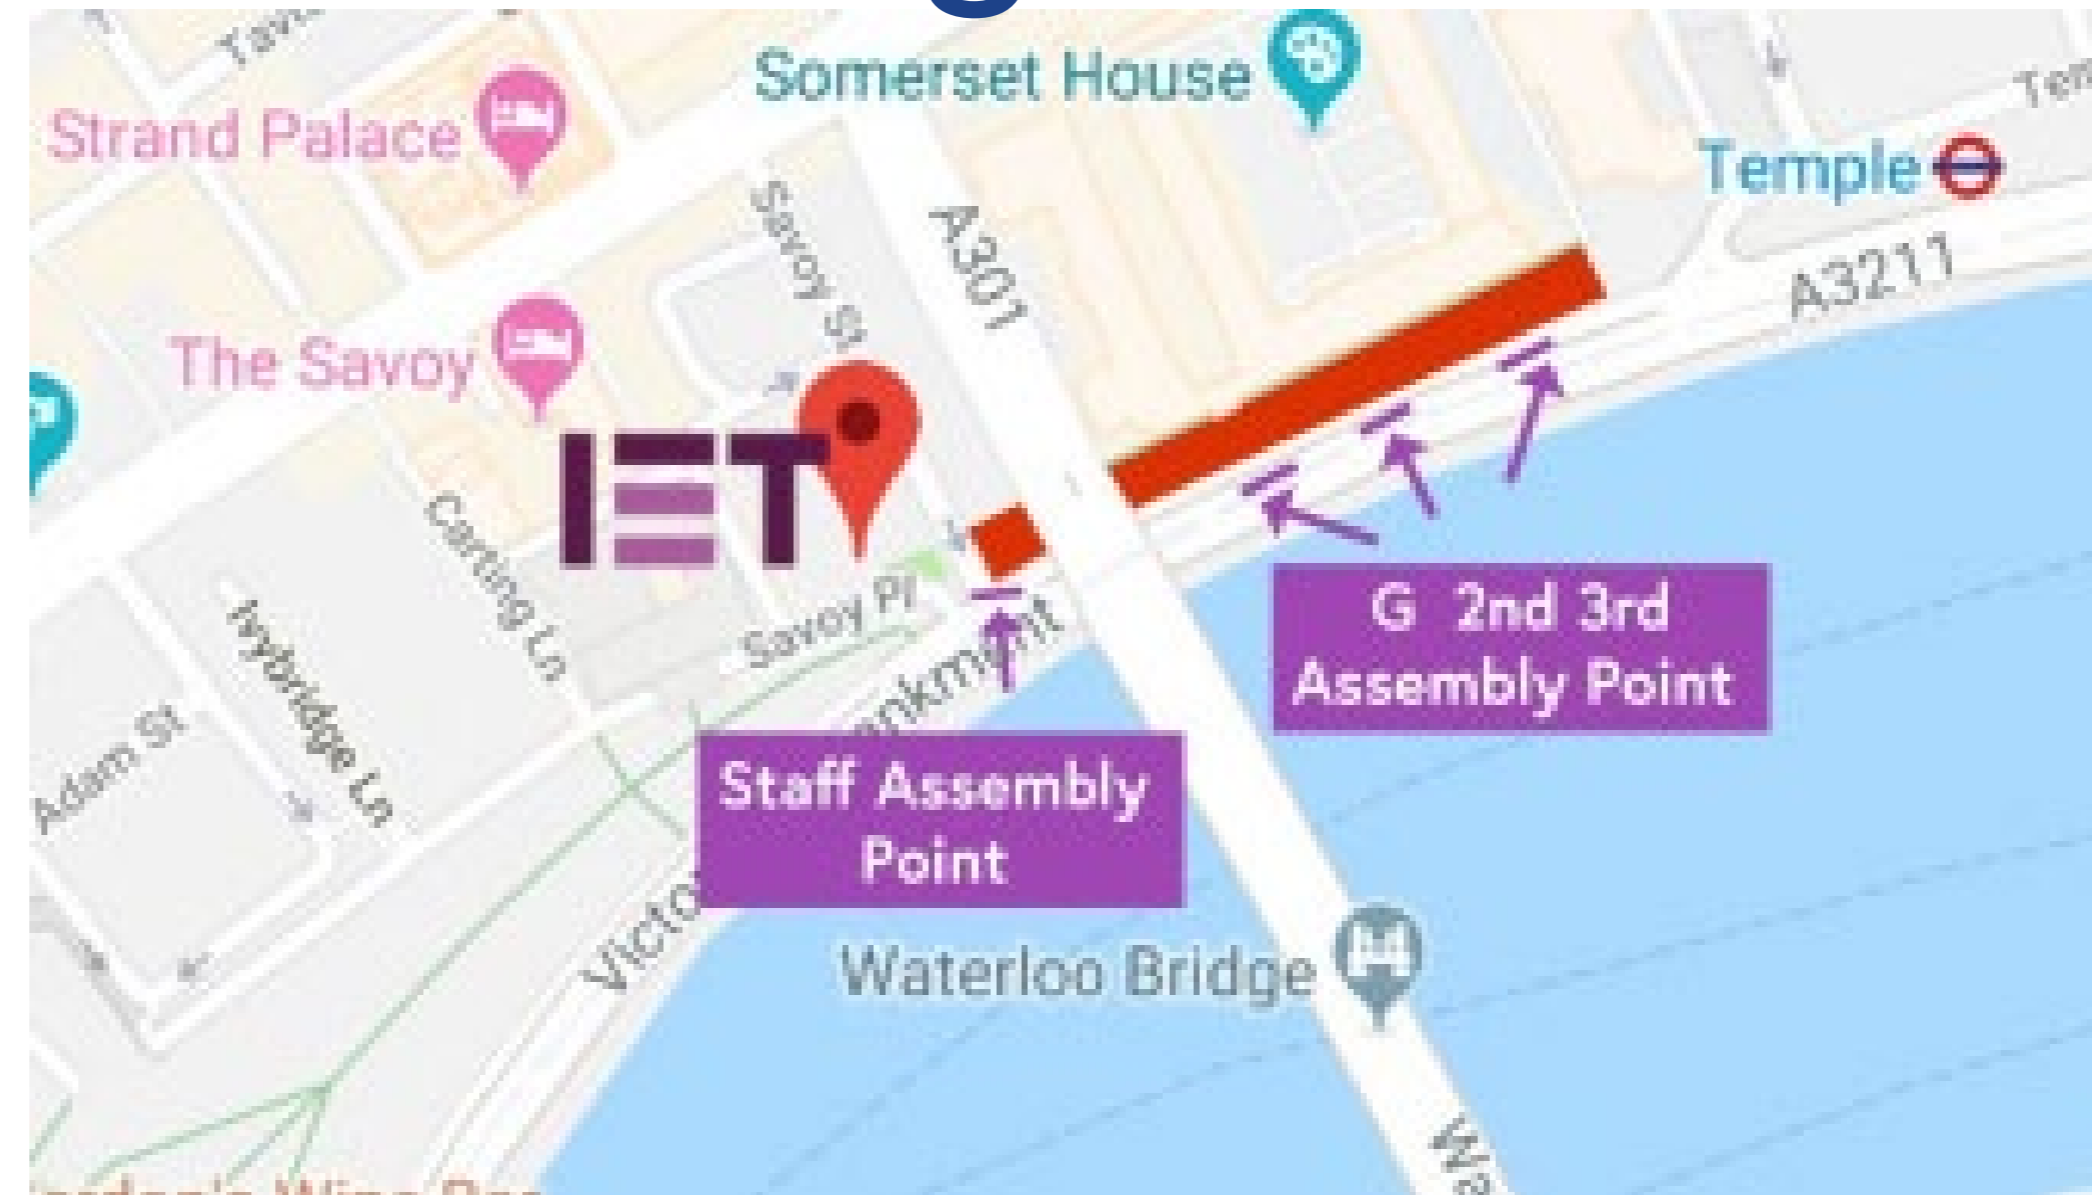 Somerset House
Strand Palace
Temple
Savoy St
A301
A3211
The Savoy
IET
Carting Ln
Savoy Pl
G 2nd 3rd
Assembly Point
Ivybridge Ln
Adam St
Staff Assembly
Point
Waterloo Bridge